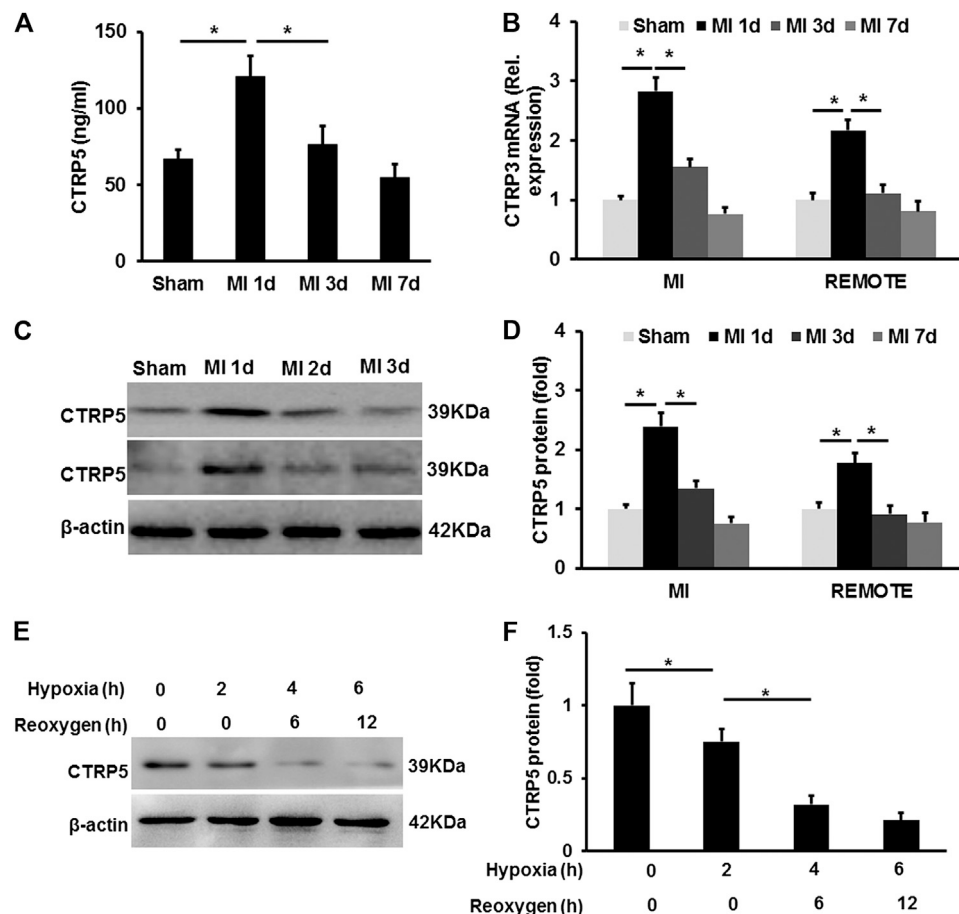 A
*
*
150
100
50
0
CTRP5 (ng/ml)
Sham MI 1d MI 3d MI 7d
B
Sham MI 1d MI 3d MI 7d
4
3
2
1
0
CTRP3 mRNA (Rel.
expression)
* *
* *
MI REMOTE
C
Sham MI 1d MI 2d MI 3d
CTRP5 39KDa
CTRP5 39KDa
β-actin 42KDa
D
Sham MI 1d MI 3d MI 7d
4
2
1
0
CTRP5 protein (fold)
* *
* *
MI REMOTE
E
Hypoxia (h) 0 2 4 6
Reoxygen (h) 0 0 6 12
CTRP5 39KDa
β-actin 42KDa
F
1.5
1
0.5
0
CTRP5 protein (fold)
*
*
Hypoxia (h) 0 2 4 6
Reoxygen (h) 0 0 6 12